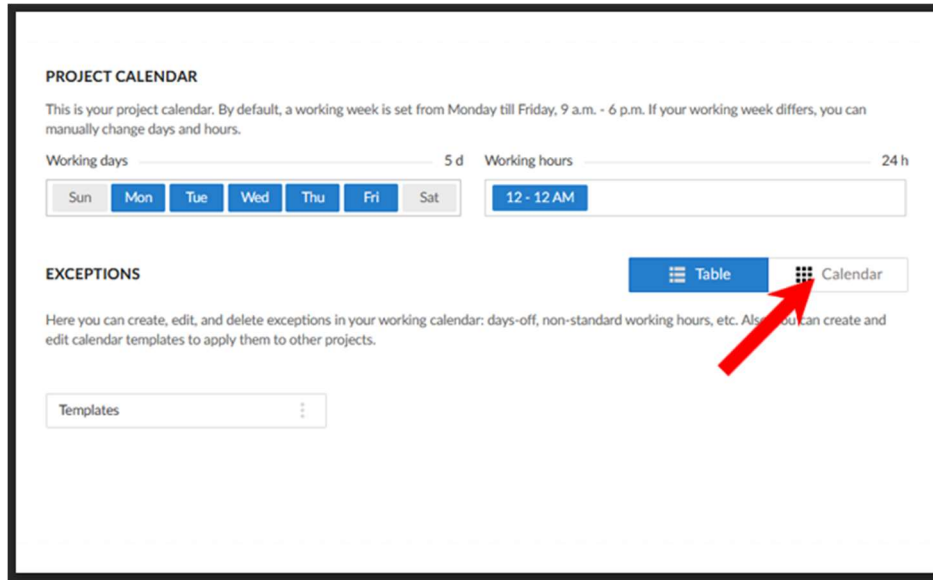 PROJECT CALENDAR
This is your project calendar. By default, a working week is set from Monday till Friday, 9 a.m. - 6 p.m. If your working week differs, you can
manually change days and hours.
Working days 5 d Working hours 24 h
Sun Mon Tue Wed Thu Fri Sat 12 - 12 AM
EXCEPTIONS Table Calendar
Here you can create, edit, and delete exceptions in your working calendar: days-off, non-standard working hours, etc. Also you can create and
edit calendar templates to apply them to other projects.
Templates